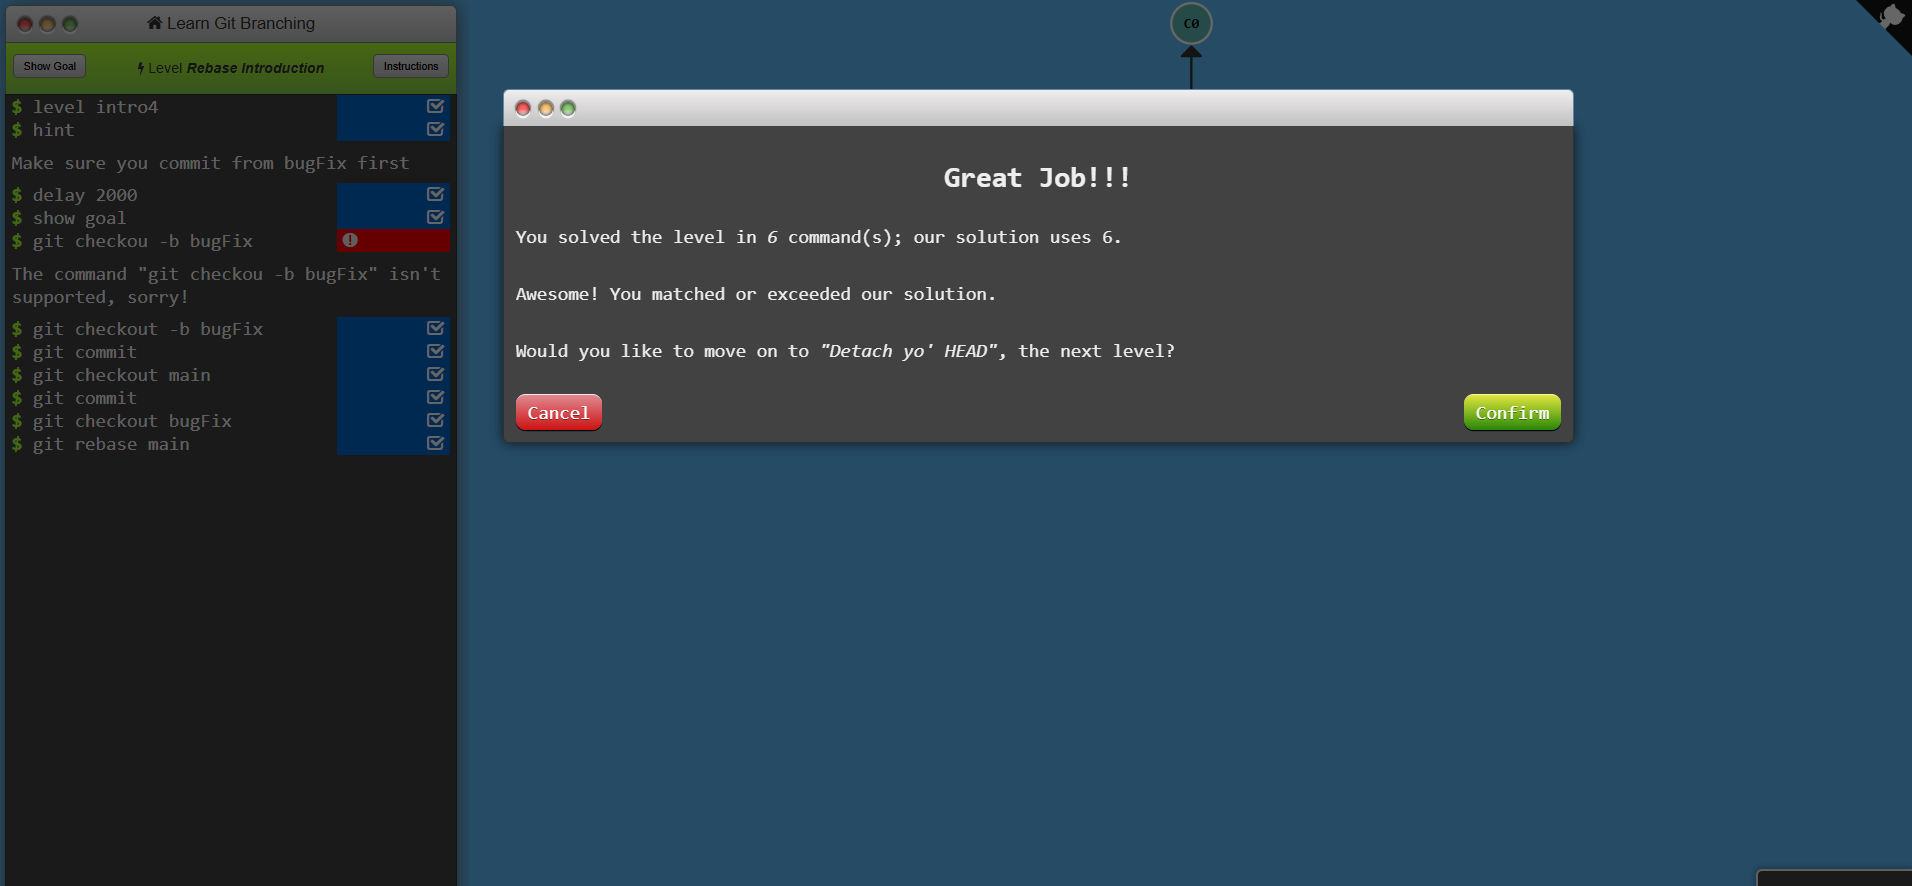 Learn Git Branching
Show Goal
Level Rebase Introduction
Instructions
$ level intro4
$ hint
Make sure you commit from bugFix first
$ delay 2000
$ show goal
$ git checkou -b bugFix
The command "git checkou -b bugFix" isn't
supported, sorry!
$ git checkout -b bugFix
$ git commit
$ git checkout main
$ git commit
$ git checkout bugFix
$ git rebase main
C0
Great Job!!!
You solved the level in 6 command(s); our solution uses 6.
Awesome! You matched or exceeded our solution.
Would you like to move on to "Detach yo' HEAD", the next level?
Cancel
Confirm